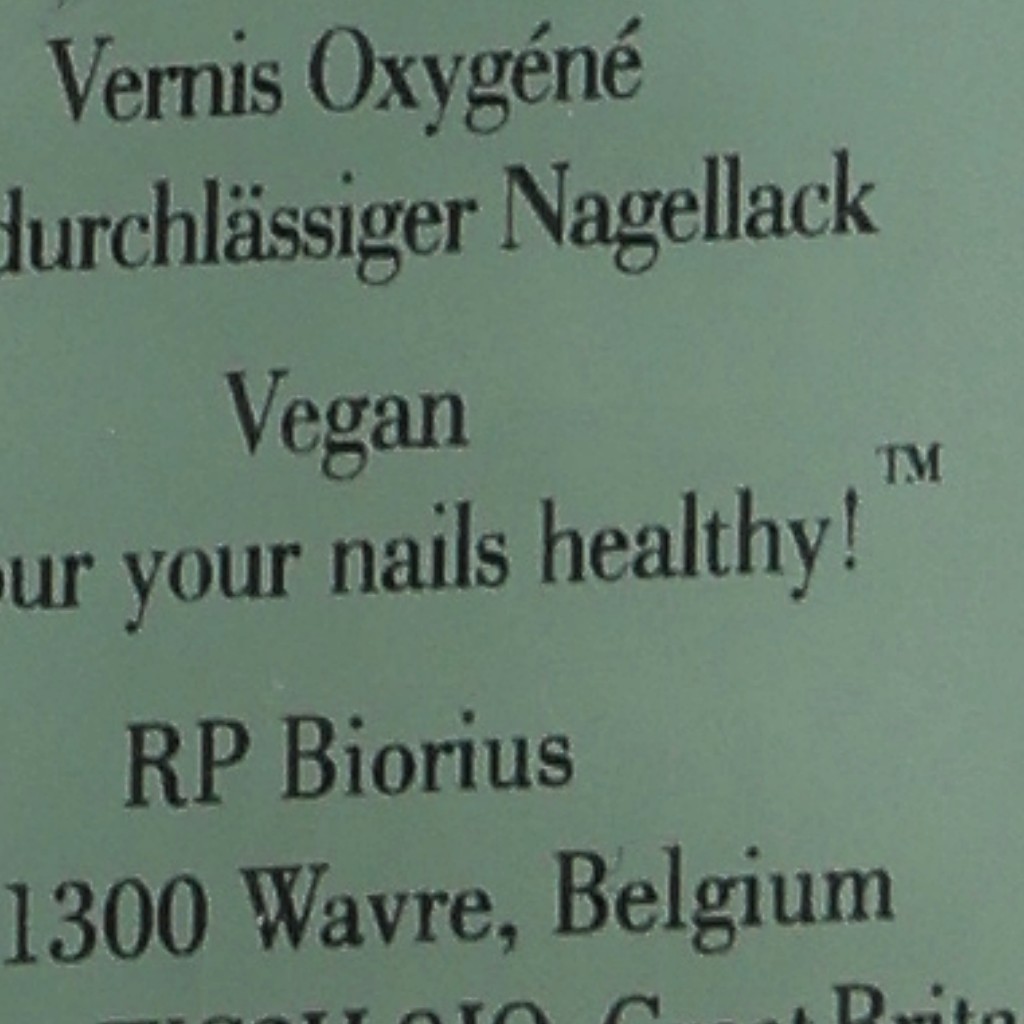 Vernis Oxygéné
durchlässiger Nagellack
Vegan
our your nails healthy!™
RP Biorius
1300 Wavre, Belgium